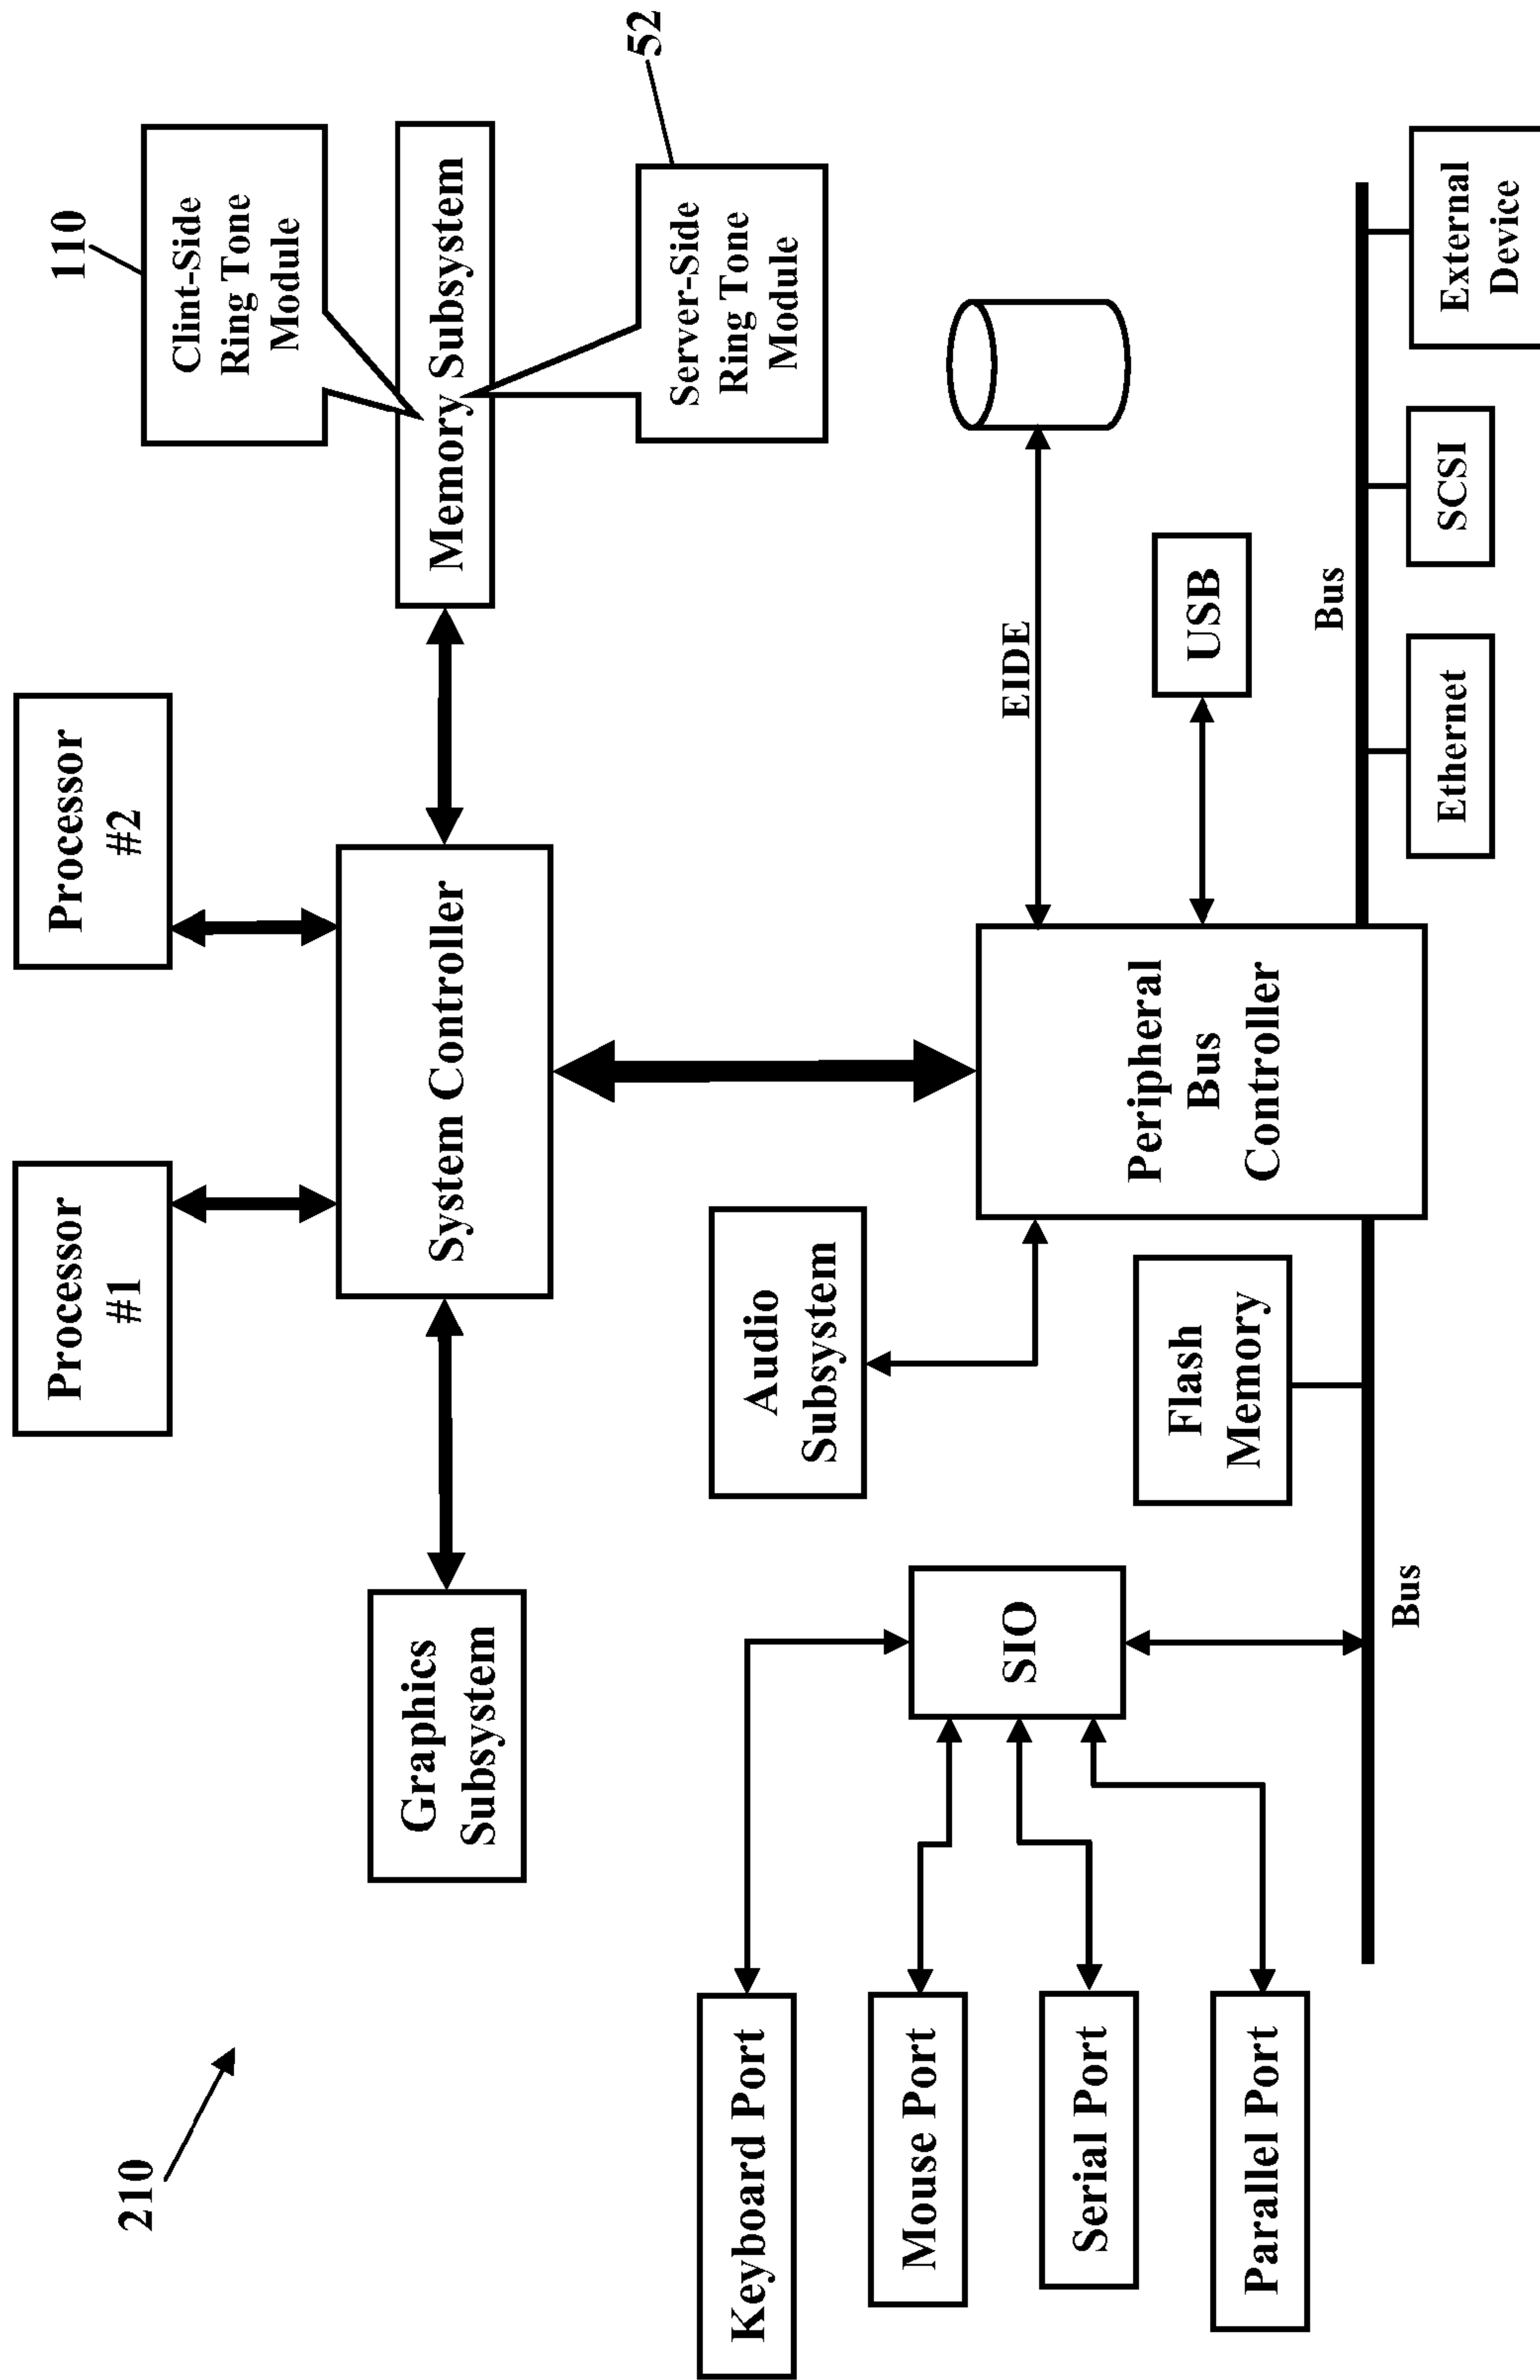 210
Processor
#1
Processor
#2
110
Clint-Side
Ring Tone
Module
Graphics
Subsystem
System Controller
Memory Subsystem
52
Server-Side
Ring Tone
Module
Keyboard Port
Mouse Port
Serial Port
Parallel Port
SIO
Audio
Subsystem
Flash
Memory
Peripheral
Bus
Controller
EIDE
USB
Bus
Bus
Ethernet
SCSI
External
Device